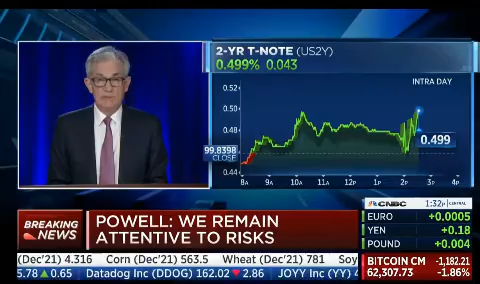 2-YR T-NOTE (US2Y)
0.499% 0.043
INTRA DAY
0.52
0.50
0.48
0.499
99.8398
CLOSE
0.44
8A 9A 10A 11A 12P 1P 2P 3P 4P
CNBC 1:32P CENTRAL
BREAKING
NEWS
POWELL: WE REMAIN
ATTENTIVE TO RISKS
EURO +0.0005
YEN +0.18
POUND +0.004
(Dec'21) 4.316 Corn (Dec'21) 563.5 Wheat (Dec'21) 781 Soy
BITCOIN CM -1,182.21
5.78 ▲ 0.65 Datadog Inc (DDOG) 162.02 ▼ 2.86 JOYY Inc (YY) 4
62,307.73 -1.86%